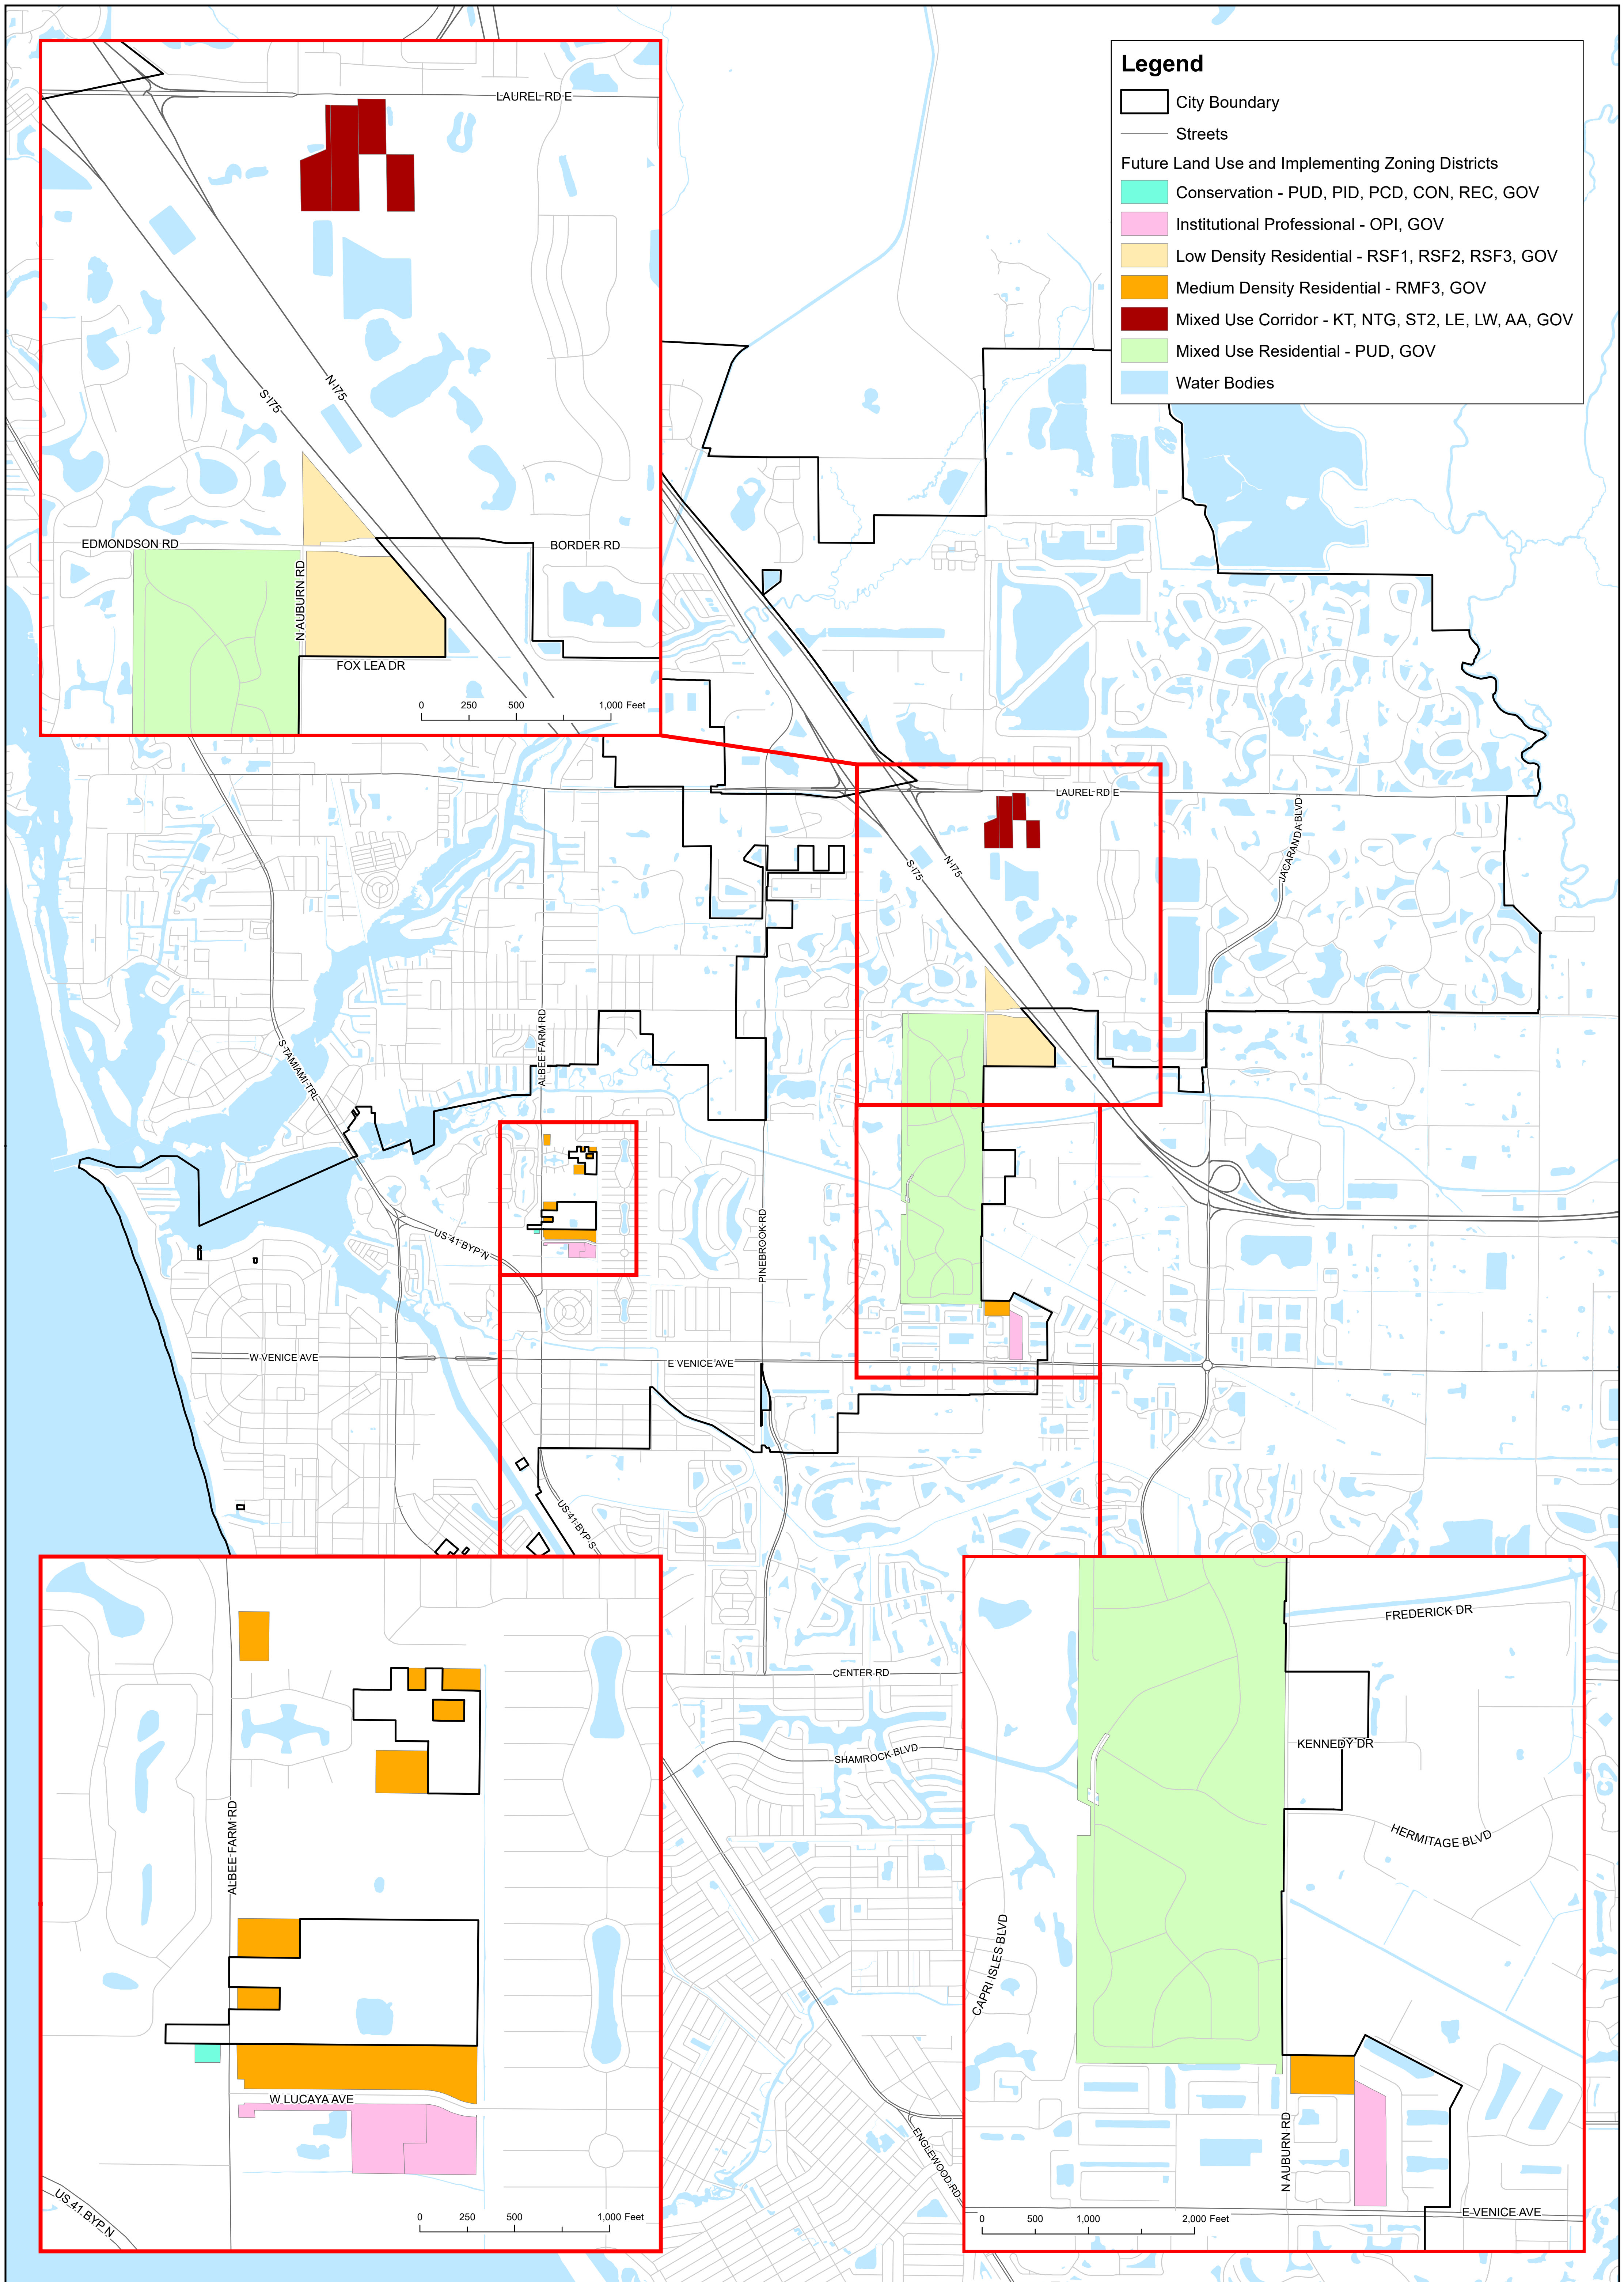 LAUREL RD E
N I75
S I75
EDMONDSON RD
BORDER RD
N AUBURN RD
FOX LEA DR
0 250 500 1,000 Feet
Legend
City Boundary
Streets
Future Land Use and Implementing Zoning Districts
Conservation - PUD, PID, PCD, CON, REC, GOV
Institutional Professional - OPI, GOV
Low Density Residential - RSF1, RSF2, RSF3, GOV
Medium Density Residential - RMF3, GOV
Mixed Use Corridor - KT, NTG, ST2, LE, LW, AA, GOV
Mixed Use Residential - PUD, GOV
Water Bodies
LAUREL RD E
JACARANDA BLVD
S I75
N I75
ALBEE FARM RD
S TAMIAMI TRL
US 41 BYP N
PINEBROOK RD
W VENICE AVE
E VENICE AVE
US 41 BYP S
CENTER RD
SHAMROCK BLVD
ENGLEWOOD RD
ALBEE FARM RD
W LUCAYA AVE
US 41 BYP N
0 250 500 1,000 Feet
FREDERICK DR
KENNEDY DR
HERMITAGE BLVD
CAPRI ISLES BLVD
N AUBURN RD
E VENICE AVE
0 500 1,000 2,000 Feet